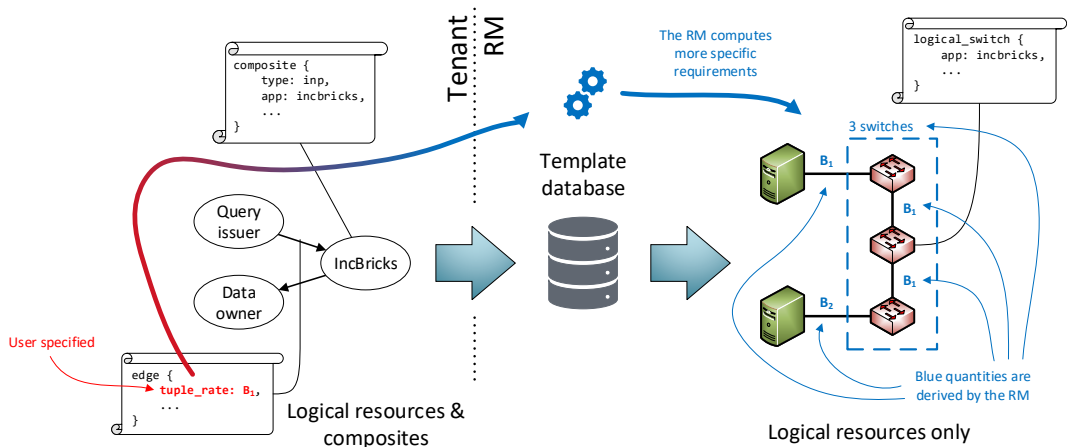 composite {
type: inp,
app: incbricks,
...
}
Tenant
RM
The RM computes
more specific
requirements
logical_switch {
app: incbricks,
...
}
3 switches
Template
database
B₁
B₁
B₁
B₂
Query
issuer
IncBricks
Data
owner
User specified
edge {
tuple_rate: B₁,
...
}
Logical resources &
composites
Blue quantities are
derived by the RM
Logical resources only